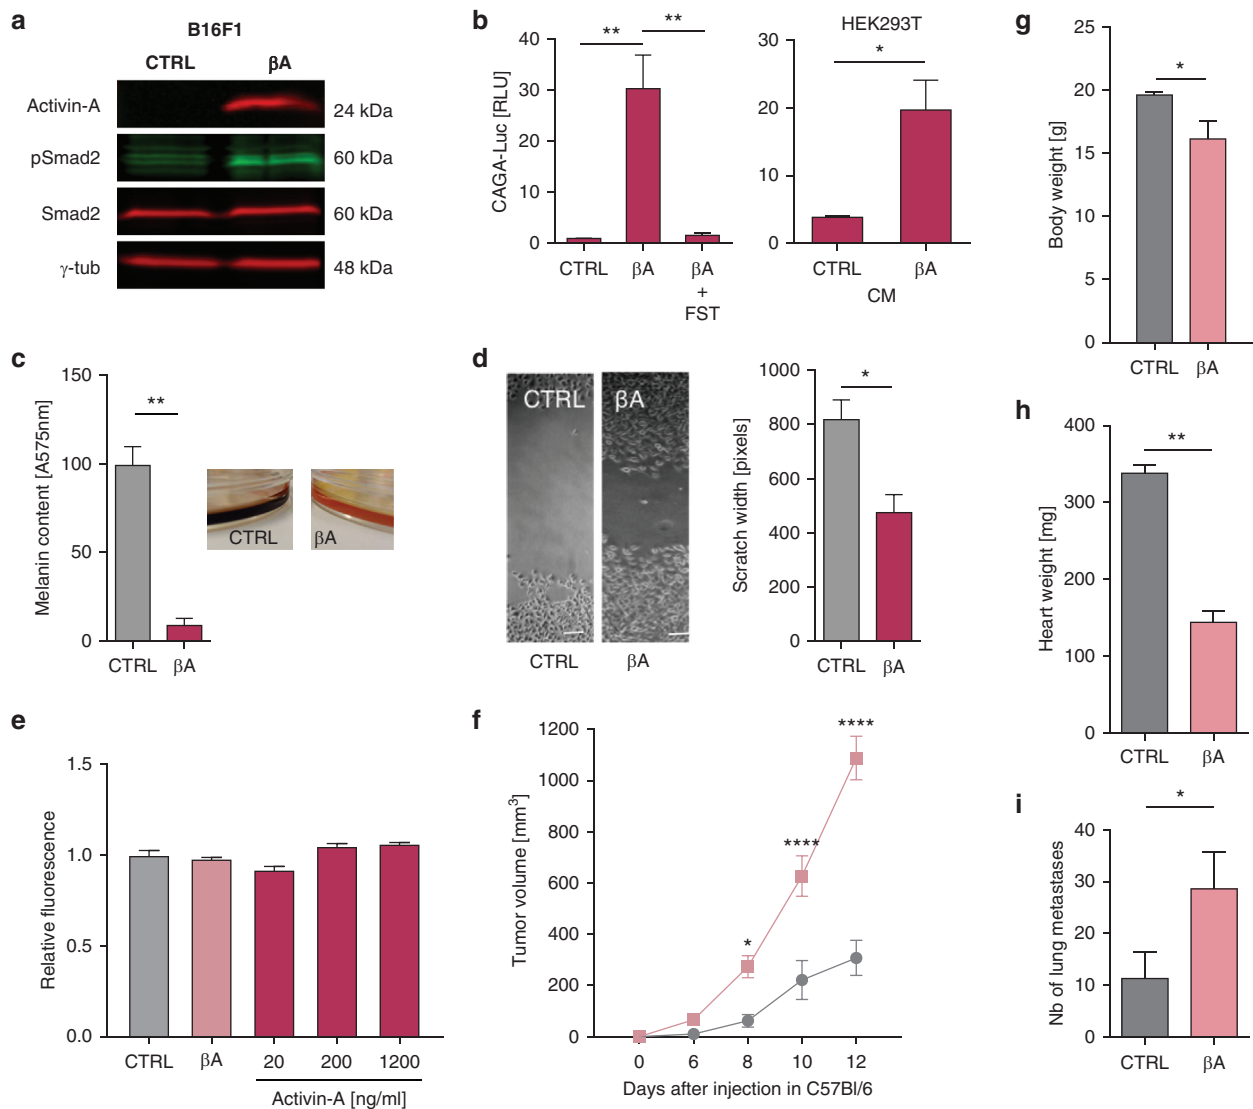 a
B16F1
CTRL βA
Activin-A 24 kDa
pSmad2 60 kDa
Smad2 60 kDa
γ-tub 48 kDa
b
CAGA-Luc [RLU]
40
30
20
10
0
** **
CTRL βA βA
+
FST
HEK293T
30
20
10
0
*
CTRL βA
CM
c
Melanin content [A575nm]
150
100
50
0
**
CTRL βA
CTRL
βA
d
CTRL βA
CTRL βA
Scratch width [pixels]
1000
800
600
400
200
0
*
CTRL βA
e
Relative fluorescence
1.5
1.0
0.5
0.0
CTRL βA 20 200 1200
Activin-A [ng/ml]
f
Tumor volume [mm³]
1200
1000
800
600
400
200
0
*
****
****
0 6 8 10 12
Days after injection in C57Bl/6
g
Body weight [g]
25
20
15
10
5
0
*
CTRL βA
h
Heart weight [mg]
400
300
200
100
0
**
CTRL βA
i
Nb of lung metastases
40
30
20
10
0
*
CTRL βA